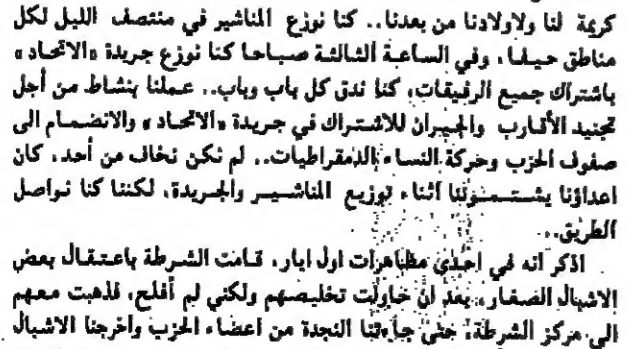 كريمة لنا ولاولادنا من بعدنا.. كنا نوزع المناشير في منتصف الليل لكل
مناطق حيفا، وفي الساعة الثالثة صباحا كنا نوزع جريدة «الاتحاد»
باشتراك جميع الرفيقات، كنا ندق كل باب وباب.. عملنا بنشاط من أجل
تجنيد الأقارب والجيران للاشتراك في جريدة «الاتحاد» والانضمام الى
صفوف الحزب وحركة النساء الدمقراطيات.. لم نكن نخاف من أحد، كان
اعداؤنا يشتموننا اثناء توزيع المناشير والجريدة، لكننا كنا نواصل
الطريق..
اذكر انه في احدى مظاهرات اول ايار، قامت الشرطة باعتقال بعض
الاشبال الصغار، بعد ان حاولت تخليصهم ولكني لم أفلح، فذهبت معهم
الى مركز الشرطة، حتى جاءتنا النجدة من اعضاء الحزب واخرجنا الاشبال